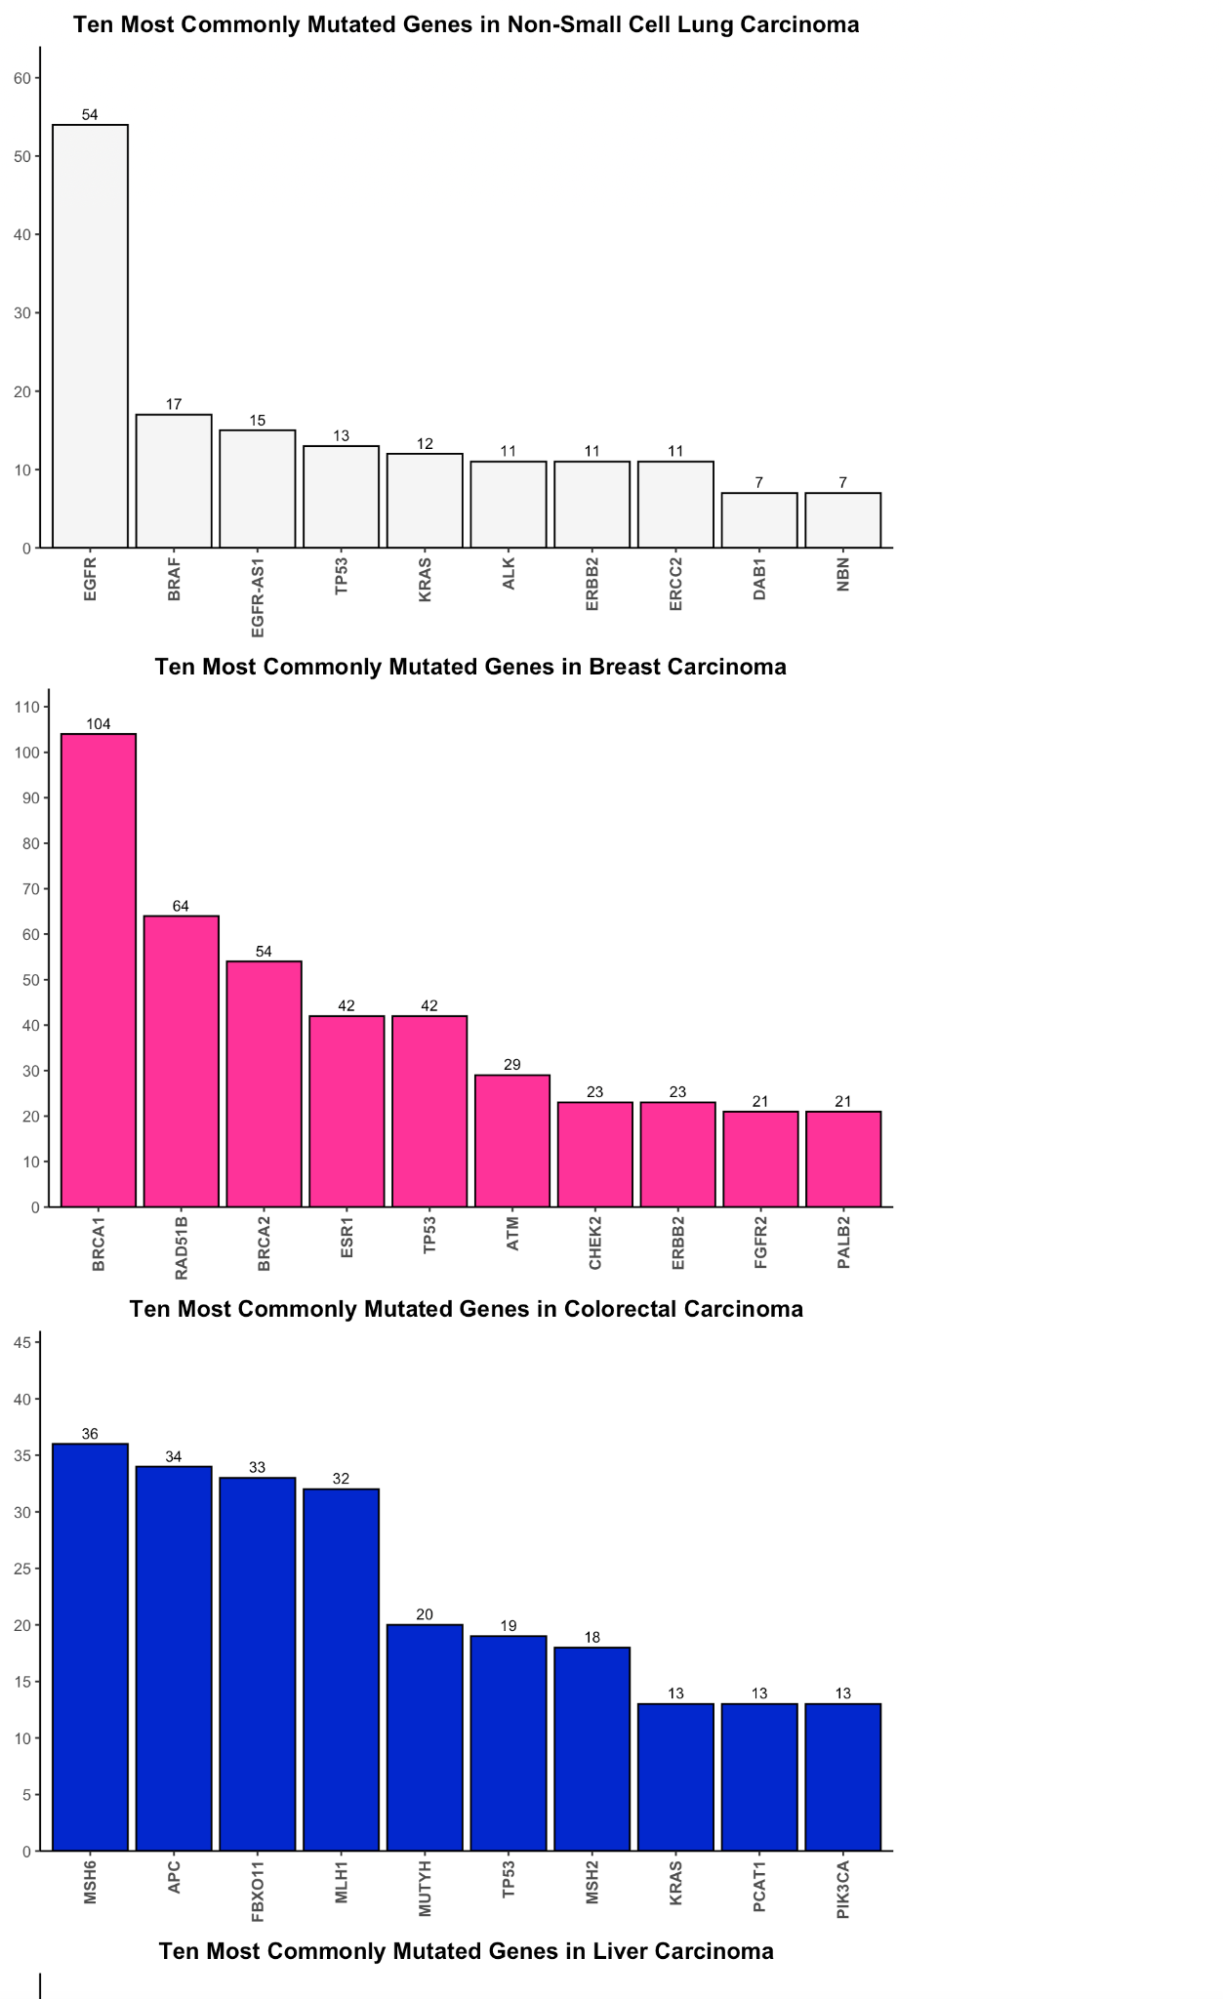 Ten Most Commonly Mutated Genes in Non-Small Cell Lung Carcinoma
60
50
40
30
20
10
0
54
17
15
13
12
11
11
11
7
7
EGFR
BRAF
EGFR-AS1
TP53
KRAS
ALK
ERBB2
ERCC2
DAB1
NBN
Ten Most Commonly Mutated Genes in Breast Carcinoma
110
100
90
80
70
60
50
40
30
20
10
0
104
64
54
42
42
29
23
23
21
21
BRCA1
RAD51B
BRCA2
ESR1
TP53
ATM
CHEK2
ERBB2
FGFR2
PALB2
Ten Most Commonly Mutated Genes in Colorectal Carcinoma
45
40
35
30
25
20
15
10
5
0
36
34
33
32
20
19
18
13
13
13
MSH6
APC
FBXO11
MLH1
MUTYH
TP53
MSH2
KRAS
PCAT1
PIK3CA
Ten Most Commonly Mutated Genes in Liver Carcinoma